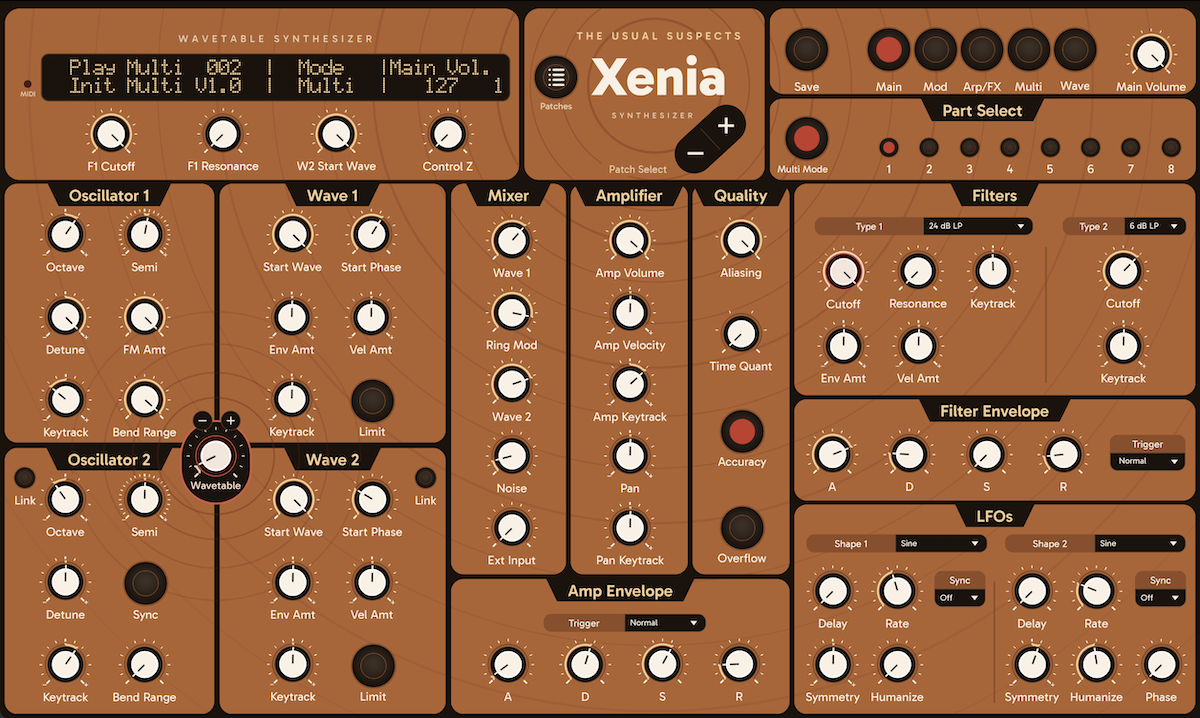 WAVETABLE SYNTHESIZER
Play Multi 002 | Mode |Main Vol.
Init Multi V1.0 | Multi | 127 1
MIDI
F1 Cutoff F1 Resonance W2 Start Wave Control Z
THE USUAL SUSPECTS
Xenia
SYNTHESIZER
Patches
+
−
Patch Select
Save Main Mod Arp/FX Multi Wave Main Volume
Part Select
Multi Mode 1 2 3 4 5 6 7 8
Oscillator 1
Octave Semi
Detune FM Amt
Keytrack Bend Range
Wave 1
Start Wave Start Phase
Env Amt Vel Amt
Keytrack Limit
− +
Wavetable
Oscillator 2
Link
Octave Semi
Detune Sync
Keytrack Bend Range
Wave 2
Link
Start Wave Start Phase
Env Amt Vel Amt
Keytrack Limit
Mixer
Wave 1
Ring Mod
Wave 2
Noise
Ext Input
Amplifier
Amp Volume
Amp Velocity
Amp Keytrack
Pan
Pan Keytrack
Quality
Aliasing
Time Quant
Accuracy
Overflow
Amp Envelope
Trigger Normal
A D S R
Filters
Type 1 24 dB LP Type 2 6 dB LP
Cutoff Resonance Keytrack Cutoff
Env Amt Vel Amt Keytrack
Filter Envelope
Trigger
Normal
A D S R
LFOs
Shape 1 Sine Shape 2 Sine
Sync Sync
Off Off
Delay Rate Delay Rate
Symmetry Humanize Symmetry Humanize Phase